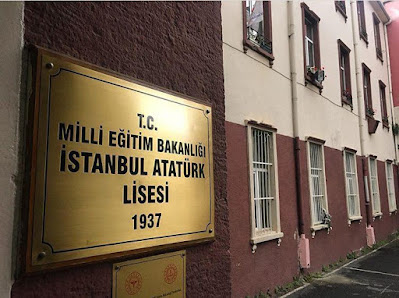 T.C.
MİLLİ EĞİTİM BAKANLIĞI
İSTANBUL ATATÜRK
LİSESİ
1937